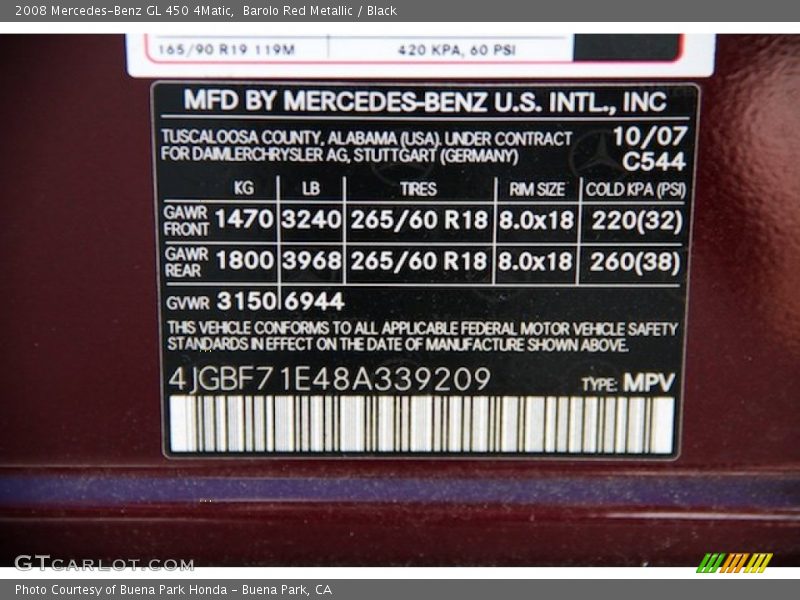 2008 Mercedes-Benz GL 450 4Matic,  Barolo Red Metallic / Black
165/90 R19 119M 420 KPA, 60 PSI
MFD BY MERCEDES-BENZ U.S. INTL., INC
TUSCALOOSA COUNTY, ALABAMA (USA). UNDER CONTRACT 10/07
FOR DAIMLERCHRYSLER AG, STUTTGART (GERMANY) C544
KG LB TIRES RIM SIZE COLD KPA (PSI)
GAWR FRONT 1470 3240 265/60 R18 8.0x18 220(32)
GAWR REAR 1800 3968 265/60 R18 8.0x18 260(38)
GVWR 3150 6944
THIS VEHICLE CONFORMS TO ALL APPLICABLE FEDERAL MOTOR VEHICLE SAFETY
STANDARDS IN EFFECT ON THE DATE OF MANUFACTURE SHOWN ABOVE.
4JGBF71E48A339209 TYPE: MPV
GTCARLOT.COM
Photo Courtesy of Buena Park Honda - Buena Park, CA